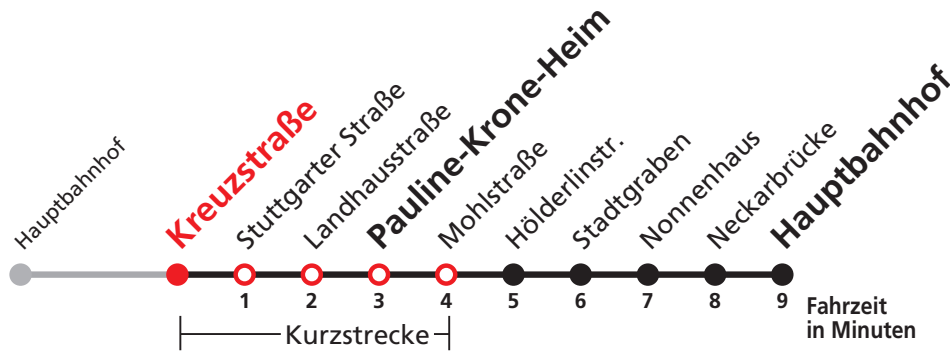 Hauptbahnhof
Kreuzstraße
Stuttgarter Straße
Landhausstraße
Pauline-Krone-Heim
Mohlstraße
Hölderlinstr.
Stadtgraben
Nonnenhaus
Neckarbrücke
Hauptbahnhof
1 2 3 4 5 6 7 8 9 Fahrzeit
in Minuten
Kurzstrecke